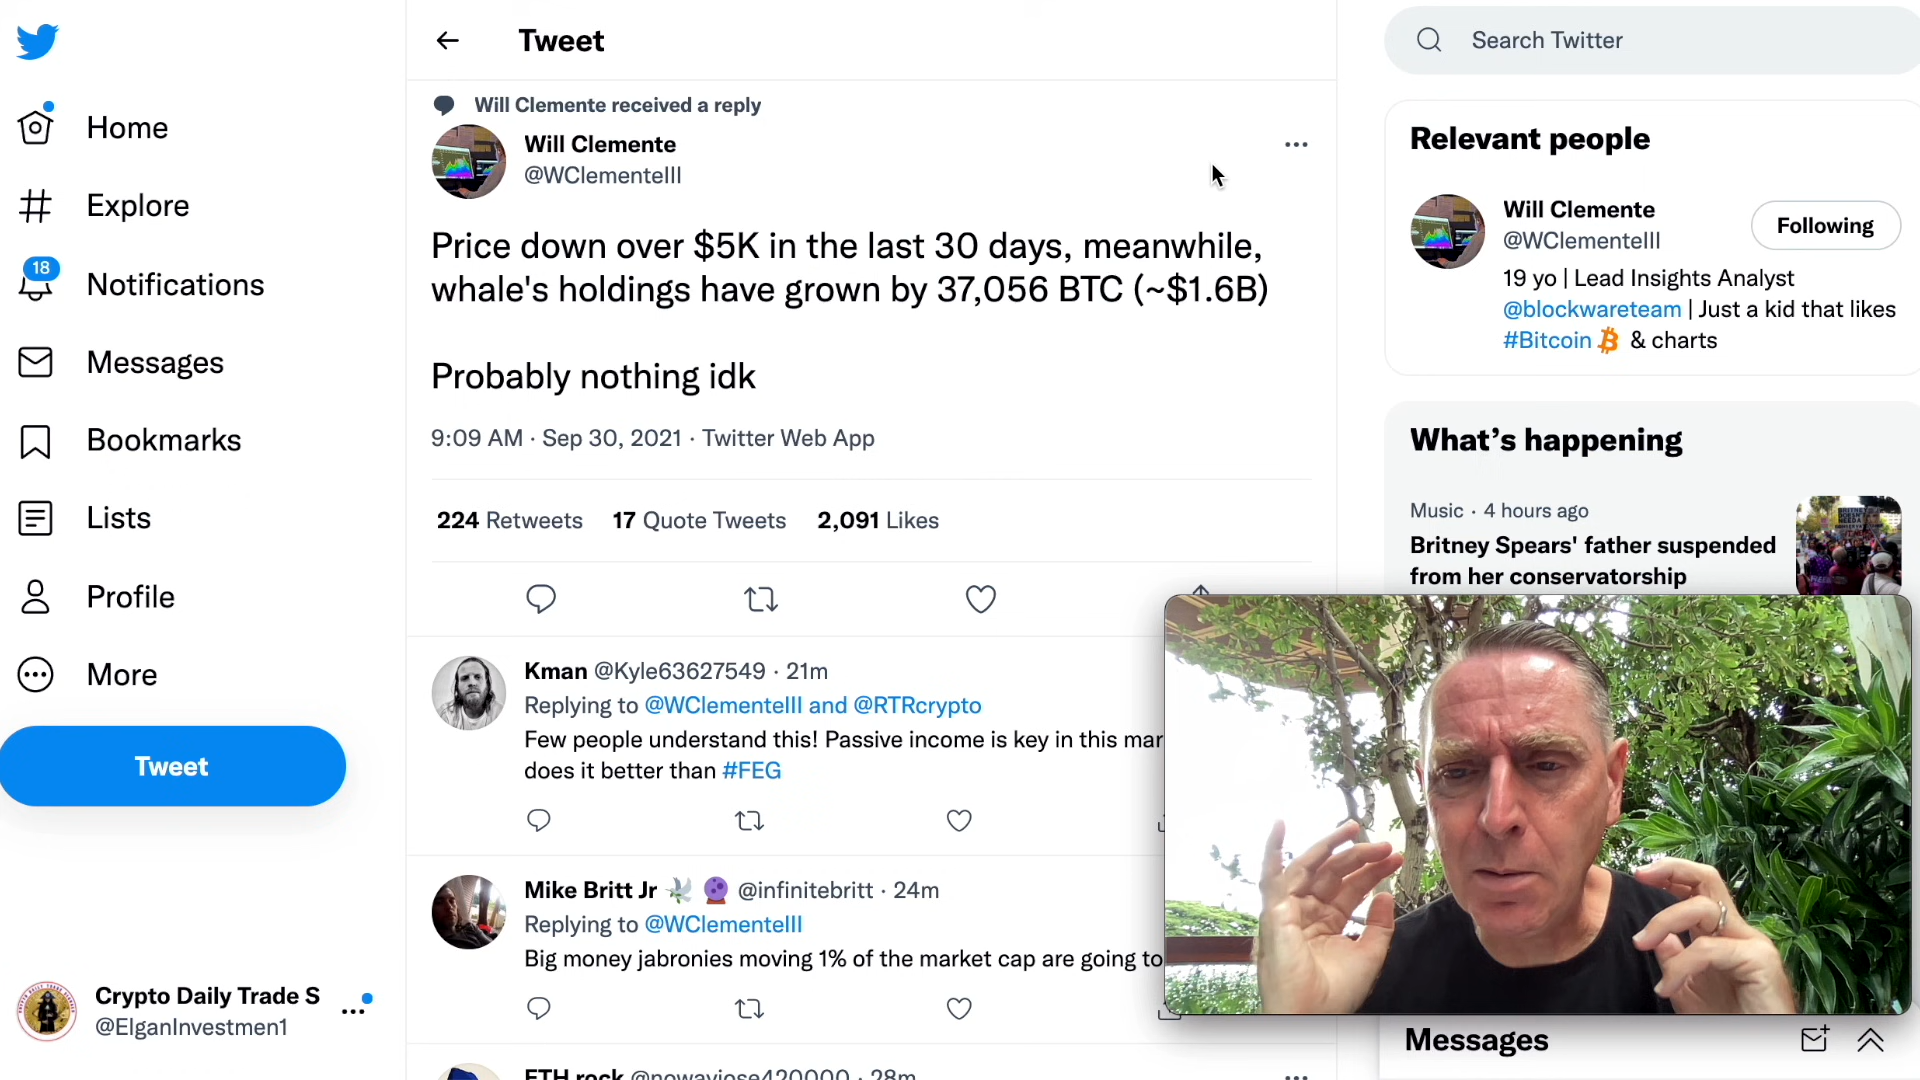 Tweet
Search Twitter
Will Clemente received a reply
Will Clemente
@WClementeIII
Price down over $5K in the last 30 days, meanwhile,
whale's holdings have grown by 37,056 BTC (~$1.6B)
Probably nothing idk
9:09 AM · Sep 30, 2021 · Twitter Web App
224 Retweets 17 Quote Tweets 2,091 Likes
Kman @Kyle63627549 · 21m
Replying to @WClementeIII and @RTRcrypto
Few people understand this! Passive income is key in this mar
does it better than #FEG
Mike Britt Jr @infinitebritt · 24m
Replying to @WClementeIII
Big money jabronies moving 1% of the market cap are going to
ETH rock @nowayjose420000 · 28m
Home
Explore
18
Notifications
Messages
Bookmarks
Lists
Profile
More
Tweet
Crypto Daily Trade S
@ElganInvestmen1
Relevant people
Will Clemente
@WClementeIII
Following
19 yo | Lead Insights Analyst
@blockwareteam | Just a kid that likes
#Bitcoin & charts
What's happening
Music · 4 hours ago
Britney Spears' father suspended
from her conservatorship
Messages